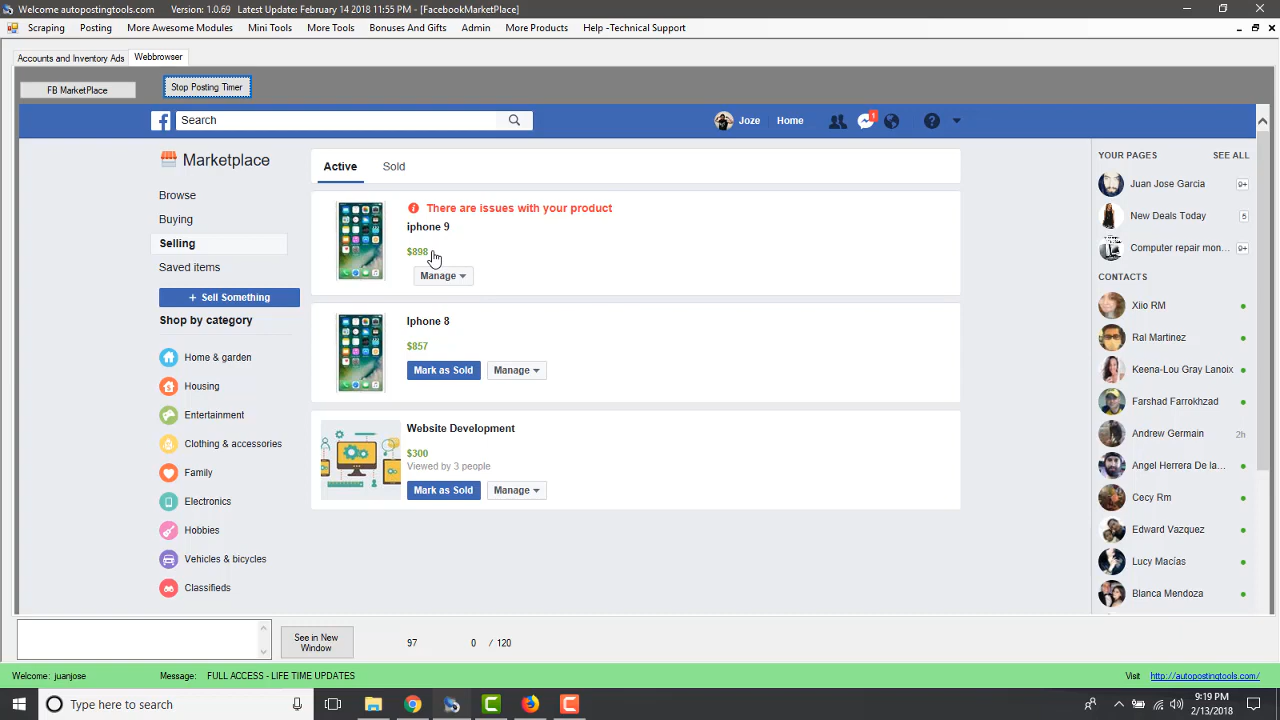 Welcome autopostingtools.com    Version: 1.0.69   Latest Update: February 14 2018 11:55 PM - [FacebookMarketPlace]
Scraping   Posting   More Awesome Modules   Mini Tools   More Tools   Bonuses And Gifts   Admin   More Products   Help -Technical Support
Accounts and Inventory Ads   Webbrowser
FB MarketPlace   Stop Posting Timer
Search   Joze   Home   1
Marketplace
Browse
Buying
Selling
Saved items
+ Sell Something
Shop by category
Home & garden
Housing
Entertainment
Clothing & accessories
Family
Electronics
Hobbies
Vehicles & bicycles
Classifieds
Active   Sold
There are issues with your product
iphone 9
$898
Manage
Iphone 8
$857
Mark as Sold   Manage
Website Development
$300
Viewed by 3 people
Mark as Sold   Manage
YOUR PAGES   SEE ALL
Juan Jose Garcia   9+
New Deals Today   5
Computer repair mon...   9+
CONTACTS
Xiio RM
Ral Martinez
Keena-Lou Gray Lanoix
Farshad Farrokhzad
Andrew Germain   2h
Angel Herrera De la...
Cecy Rm
Edward Vazquez
Lucy Macías
Blanca Mendoza
See in New
Window
97   0   / 120
Welcome: juanjose   Message:   FULL ACCESS - LIFE TIME UPDATES   Visit   http://autopostingtools.com/
Type here to search
9:19 PM
2/13/2018